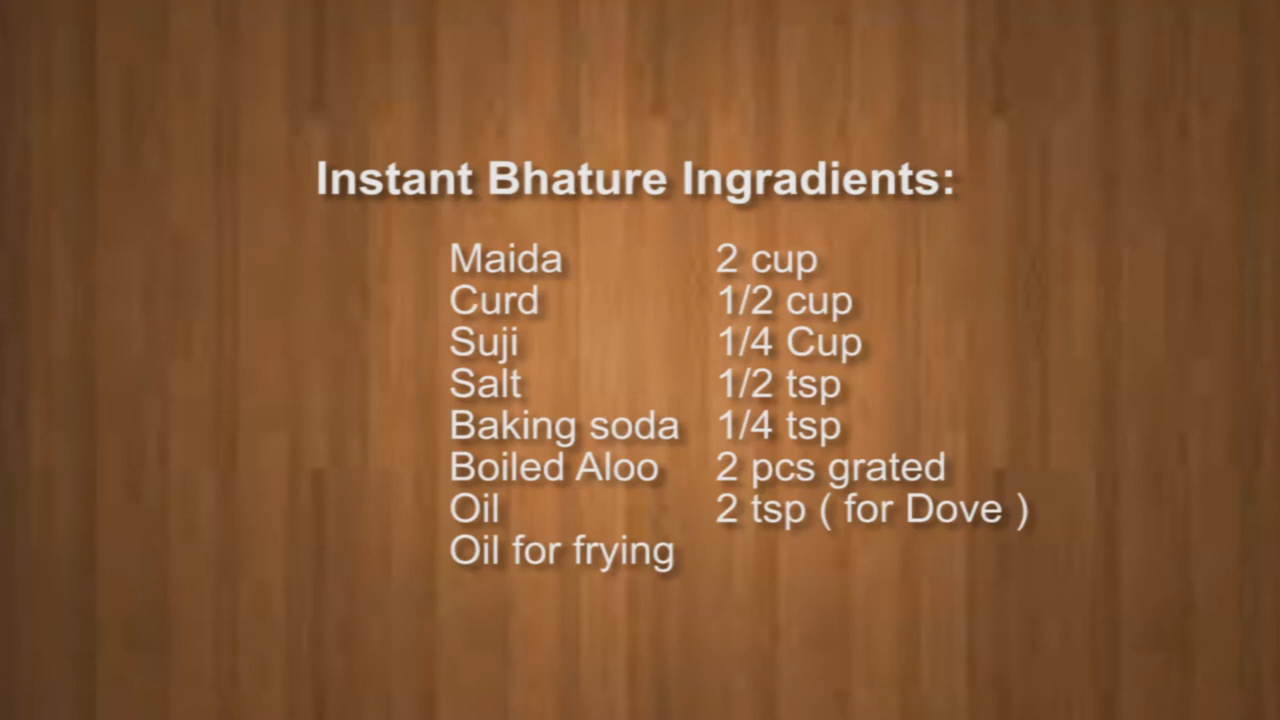 Instant Bhature Ingradients:
Maida 2 cup
Curd 1/2 cup
Suji 1/4 Cup
Salt 1/2 tsp
Baking soda 1/4 tsp
Boiled Aloo 2 pcs grated
Oil 2 tsp ( for Dove )
Oil for frying